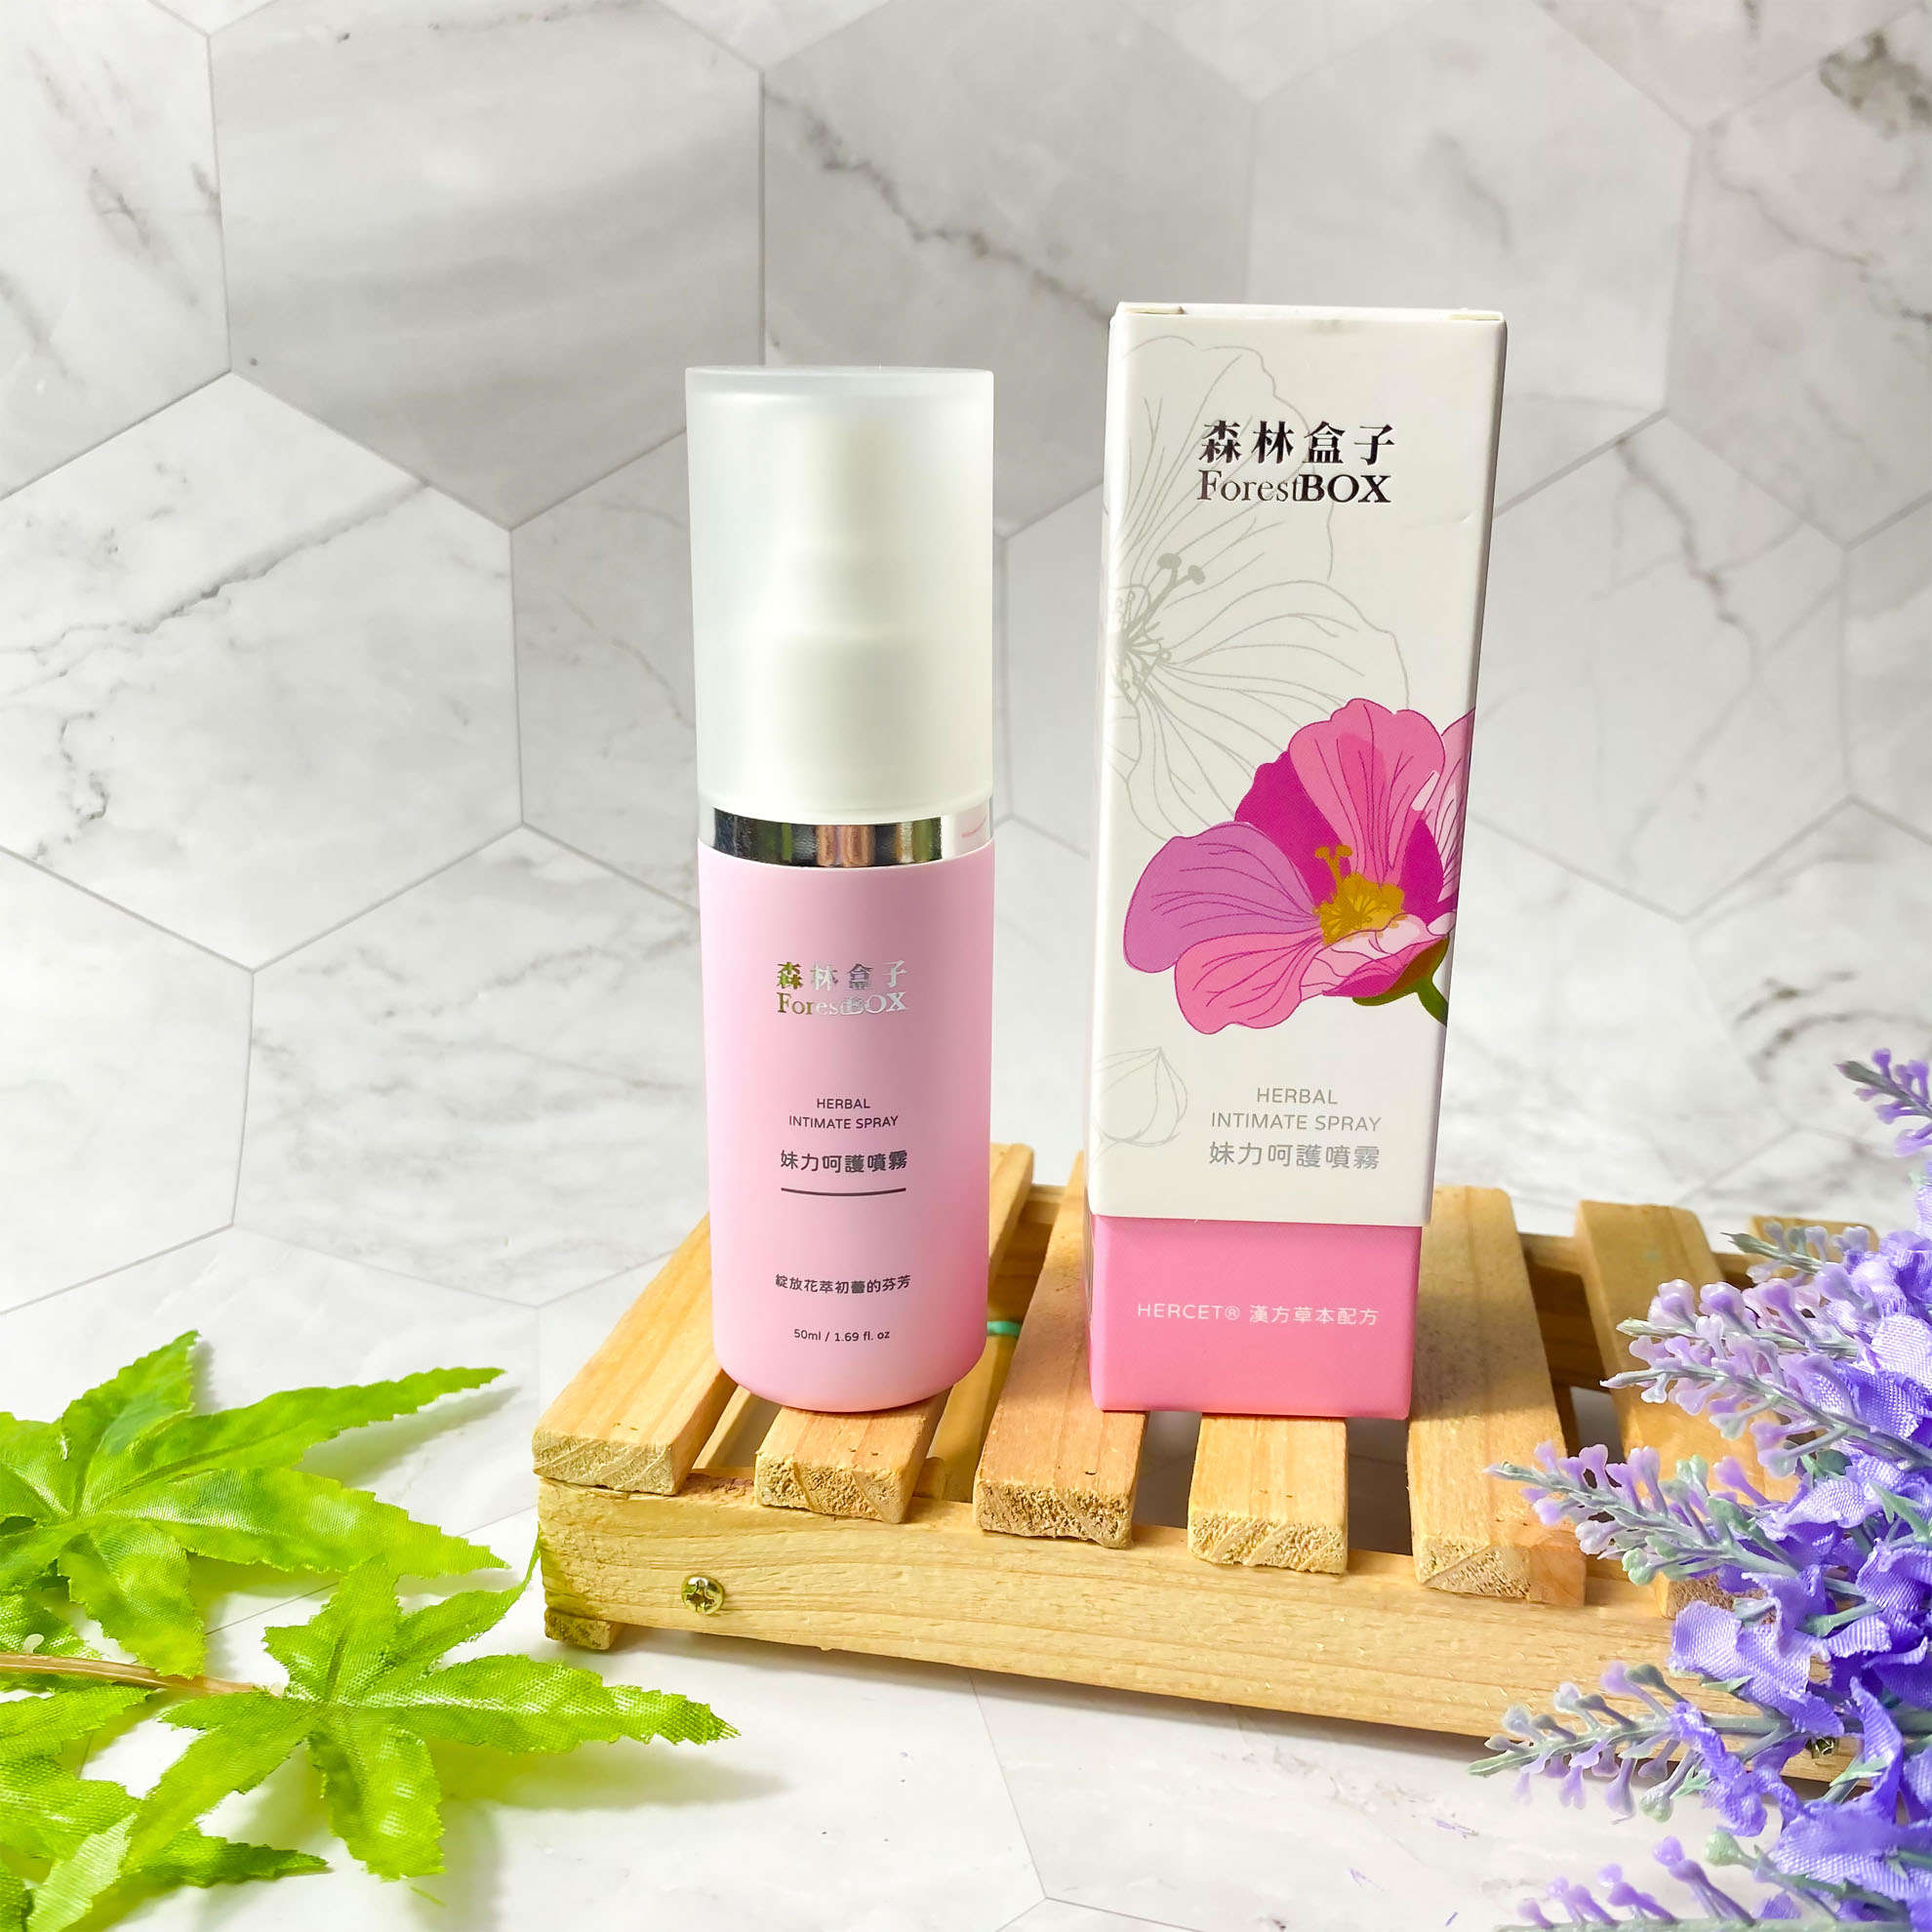 森林盒子
ForestBOX
HERBAL
INTIMATE SPRAY
妹力呵護噴霧
綻放花萃初蕾的芬芳
50ml / 1.69 fl. oz
森林盒子
ForestBOX
HERBAL
INTIMATE SPRAY
妹力呵護噴霧
HERCET® 漢方草本配方